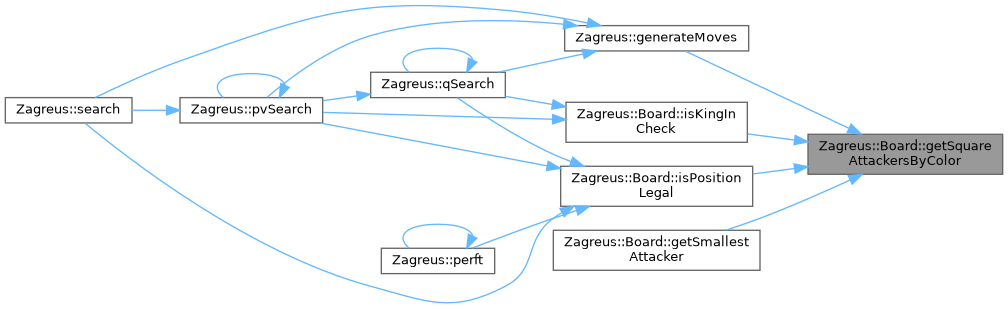 Zagreus::generateMoves
Zagreus::qSearch
Zagreus::search
Zagreus::pvSearch
Zagreus::Board::isKingIn
Check
Zagreus::Board::getSquare
AttackersByColor
Zagreus::Board::isPosition
Legal
Zagreus::perft
Zagreus::Board::getSmallest
Attacker